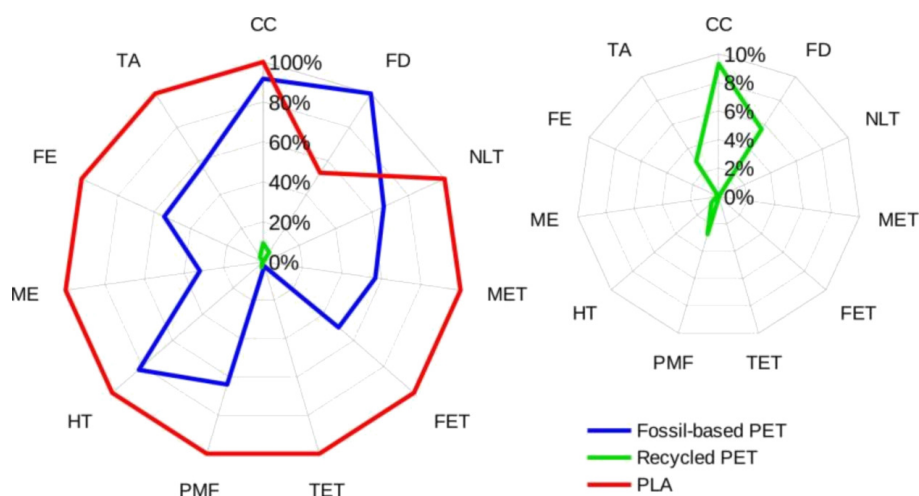 CC
TA
FD
100%
80%
FE
NLT
60%
40%
20%
0%
ME
MET
HT
FET
PMF
TET
CC
10%
TA
FD
8%
FE
6%
NLT
4%
2%
0%
ME
MET
HT
FET
PMF
TET
Fossil-based PET
Recycled PET
PLA